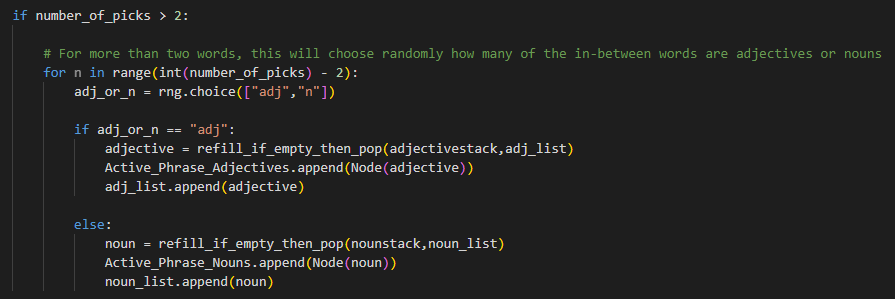 if number_of_picks > 2:
# For more than two words, this will choose randomly how many of the in-between words are adjectives or nouns
for n in range(int(number_of_picks) - 2):
adj_or_n = rng.choice(["adj","n"])
if adj_or_n == "adj":
adjective = refill_if_empty_then_pop(adjectivestack,adj_list)
Active_Phrase_Adjectives.append(Node(adjective))
adj_list.append(adjective)
else:
noun = refill_if_empty_then_pop(nounstack,noun_list)
Active_Phrase_Nouns.append(Node(noun))
noun_list.append(noun)